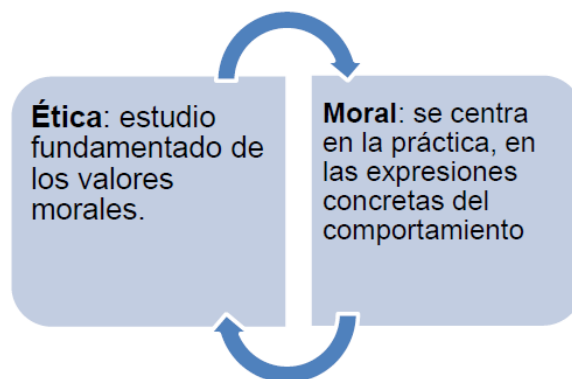 Ética: estudio
fundamentado de
los valores
morales.
Moral: se centra
en la práctica, en
las expresiones
concretas del
comportamiento